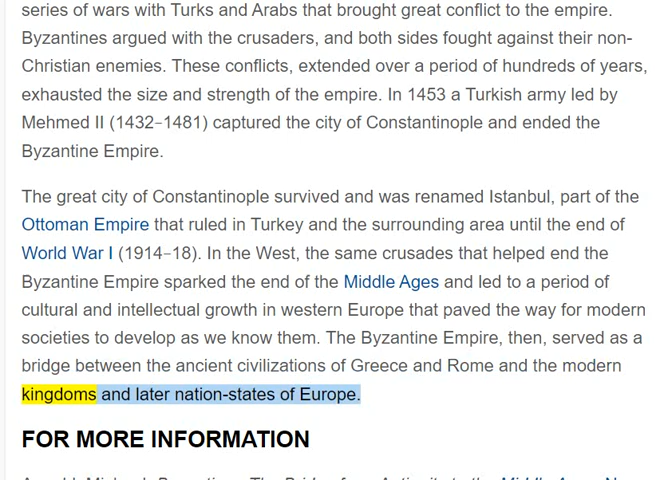 series of wars with Turks and Arabs that brought great conflict to the empire.
Byzantines argued with the crusaders, and both sides fought against their non-
Christian enemies. These conflicts, extended over a period of hundreds of years,
exhausted the size and strength of the empire. In 1453 a Turkish army led by
Mehmed II (1432–1481) captured the city of Constantinople and ended the
Byzantine Empire.
The great city of Constantinople survived and was renamed Istanbul, part of the
Ottoman Empire that ruled in Turkey and the surrounding area until the end of
World War I (1914–18). In the West, the same crusades that helped end the
Byzantine Empire sparked the end of the Middle Ages and led to a period of
cultural and intellectual growth in western Europe that paved the way for modern
societies to develop as we know them. The Byzantine Empire, then, served as a
bridge between the ancient civilizations of Greece and Rome and the modern
kingdoms and later nation-states of Europe.
FOR MORE INFORMATION